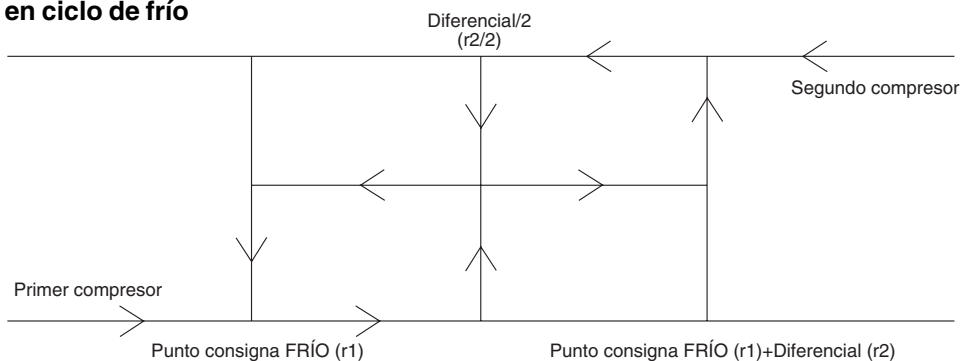 en ciclo de frío
Diferencial/2
(r2/2)
Segundo compresor
Primer compresor
Punto consigna FRÍO (r1)
Punto consigna FRÍO (r1)+Diferencial (r2)